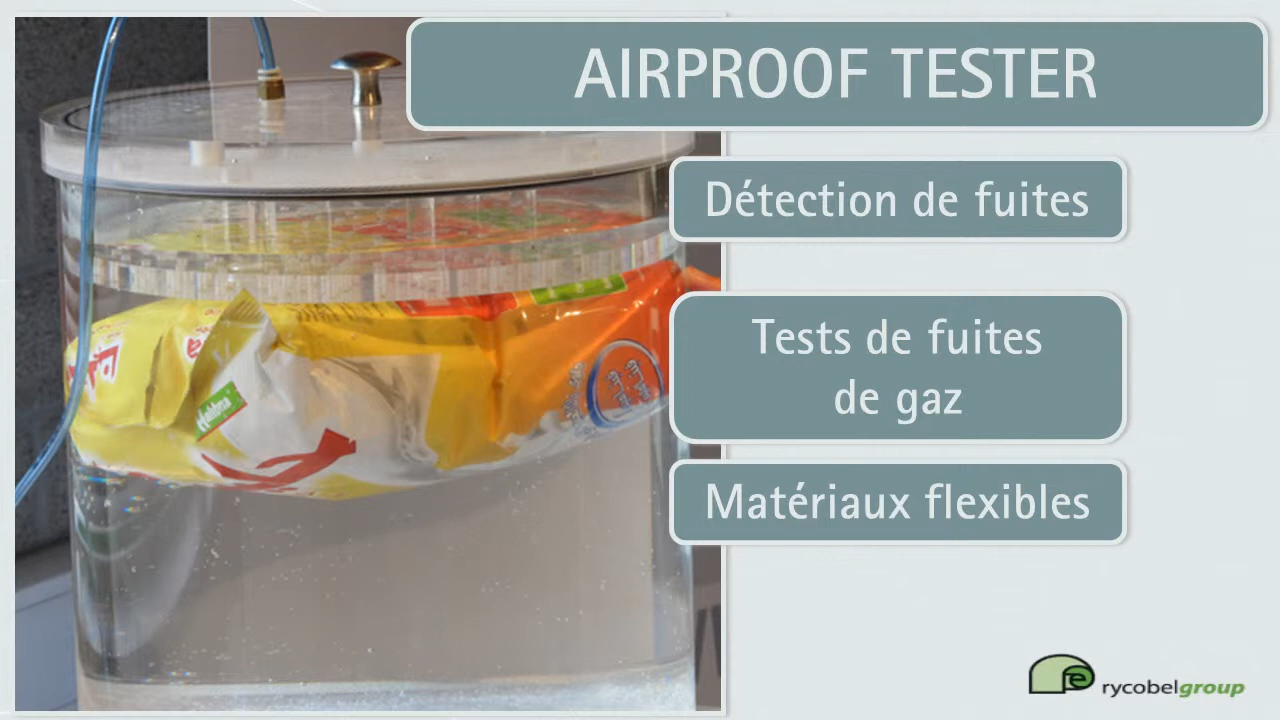 AIRPROOF TESTER
Détection de fuites
Tests de fuites
de gaz
Matériaux flexibles
rycobelgroup